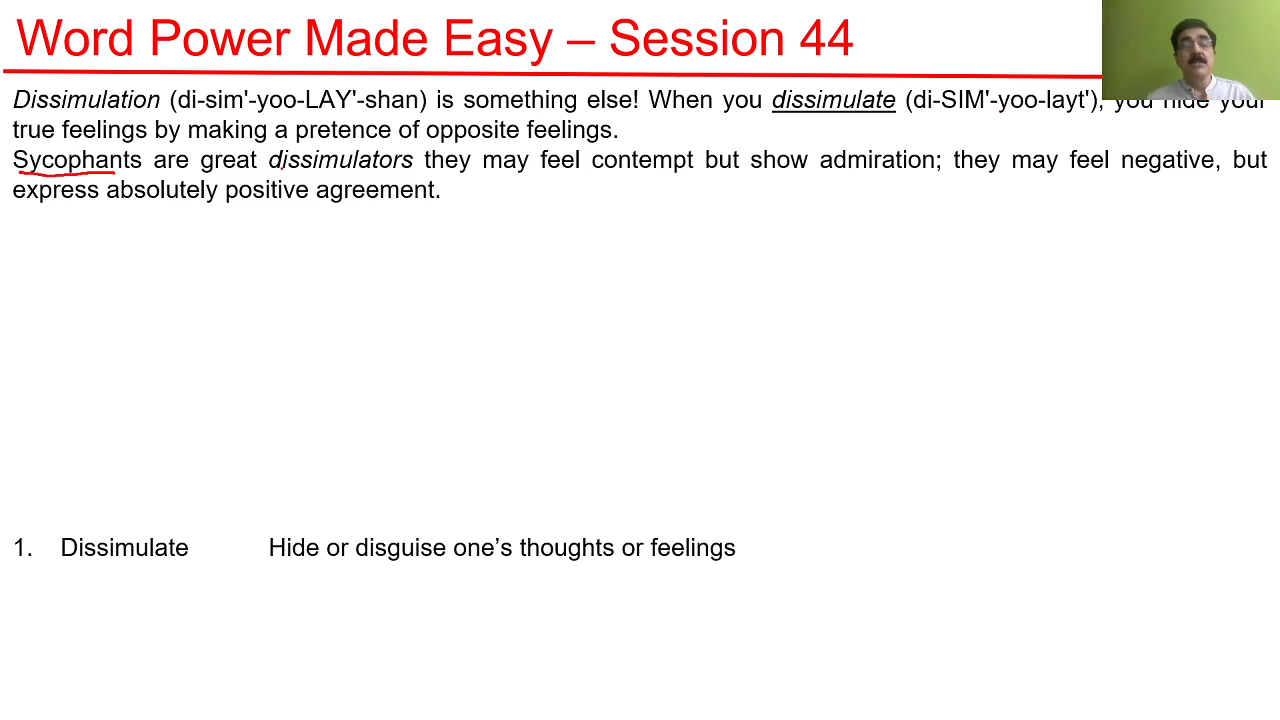 Word Power Made Easy – Session 44
Dissimulation (di-sim'-yoo-LAY'-shan) is something else! When you dissimulate (di-SIM'-yoo-layt'), you hide your
true feelings by making a pretence of opposite feelings.
Sycophants are great dissimulators they may feel contempt but show admiration; they may feel negative, but
express absolutely positive agreement.
1. Dissimulate Hide or disguise one’s thoughts or feelings